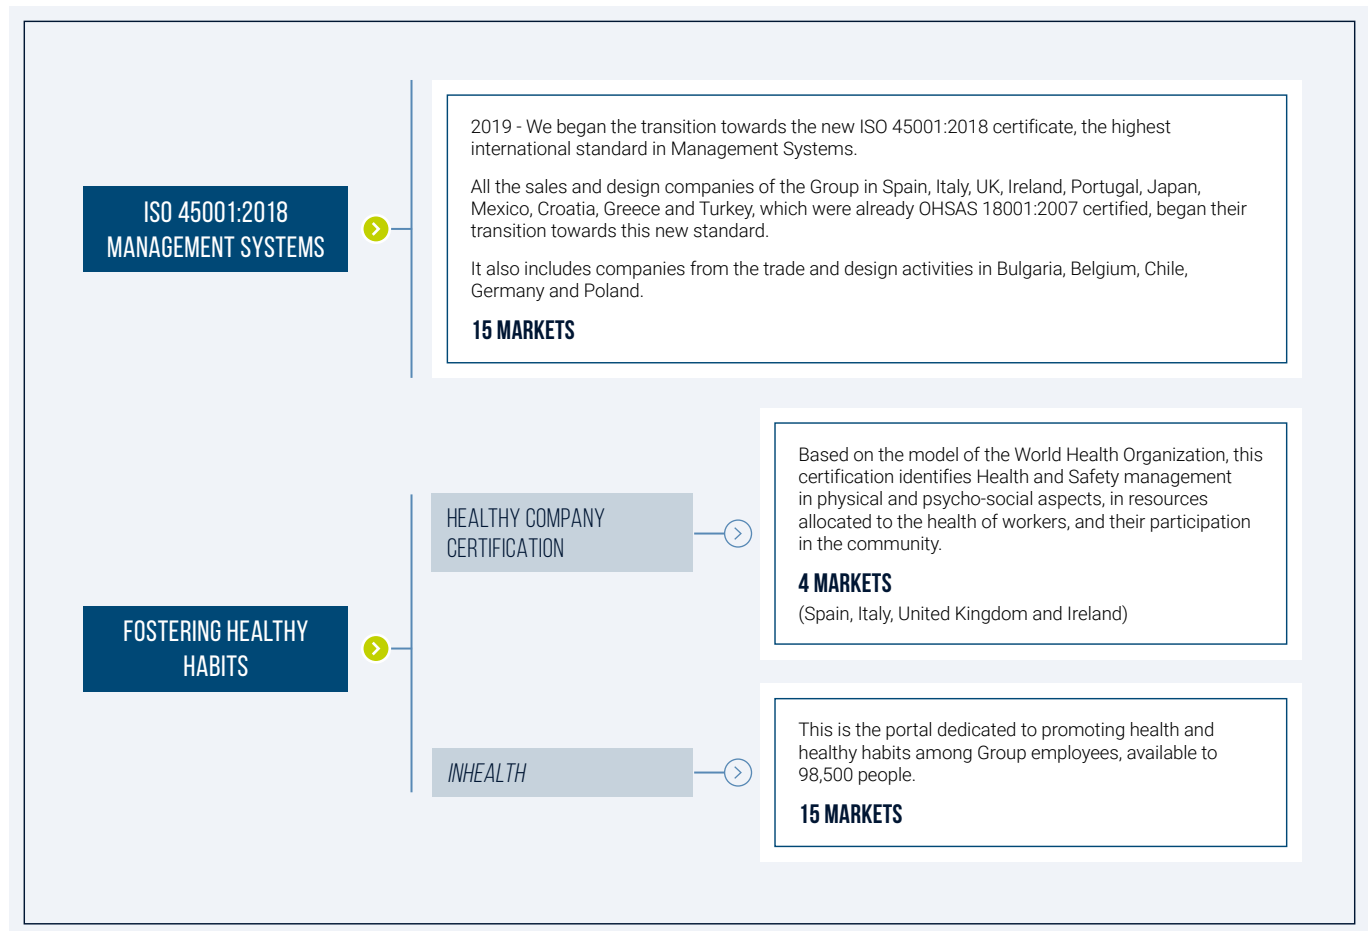 ISO 45001:2018
MANAGEMENT SYSTEMS
2019 - We began the transition towards the new ISO 45001:2018 certificate, the highest
international standard in Management Systems.
All the sales and design companies of the Group in Spain, Italy, UK, Ireland, Portugal, Japan,
Mexico, Croatia, Greece and Turkey, which were already OHSAS 18001:2007 certified, began their
transition towards this new standard.
It also includes companies from the trade and design activities in Bulgaria, Belgium, Chile,
Germany and Poland.
15 MARKETS
FOSTERING HEALTHY
HABITS
HEALTHY COMPANY
CERTIFICATION
Based on the model of the World Health Organization, this
certification identifies Health and Safety management
in physical and psycho-social aspects, in resources
allocated to the health of workers, and their participation
in the community.
4 MARKETS
(Spain, Italy, United Kingdom and Ireland)
INHEALTH
This is the portal dedicated to promoting health and
healthy habits among Group employees, available to
98,500 people.
15 MARKETS